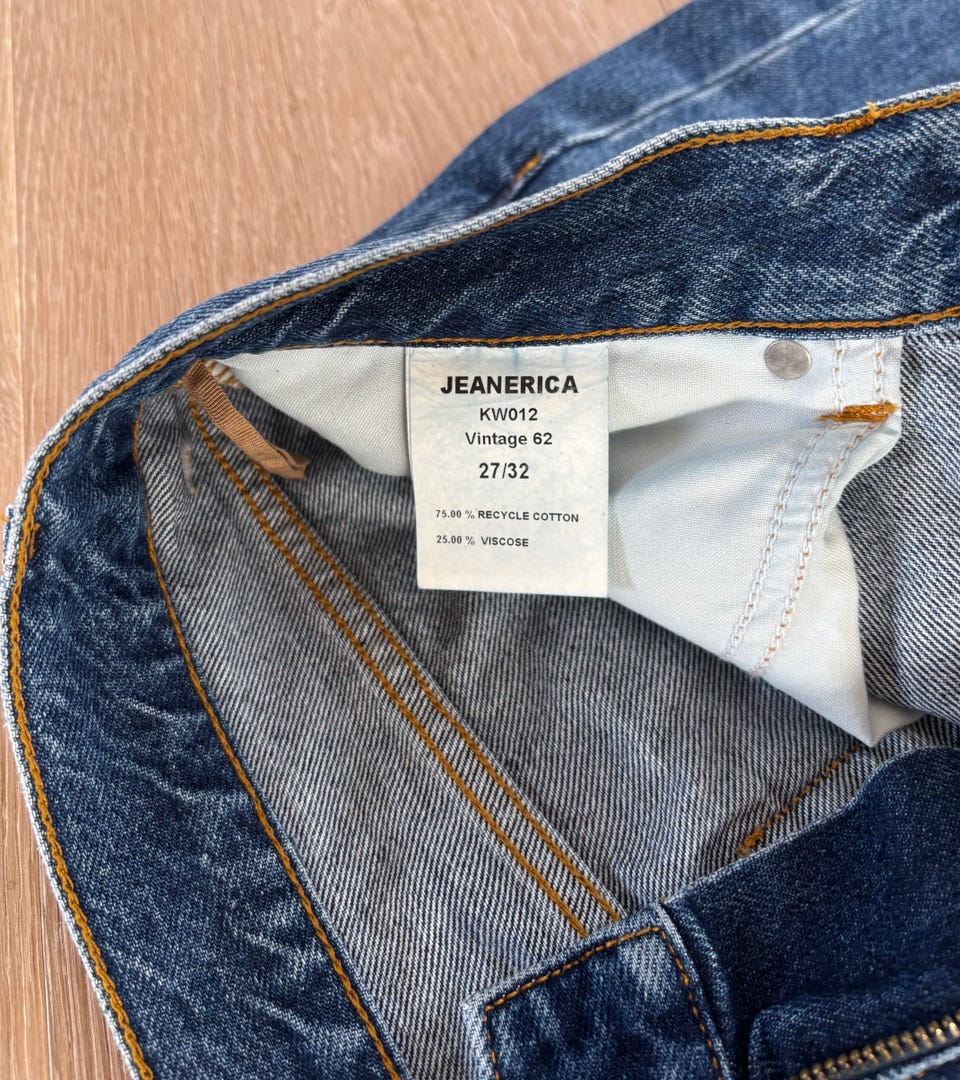 JEANERICA
KW012
Vintage 62
27/32
75.00 % RECYCLE COTTON
25.00 % VISCOSE